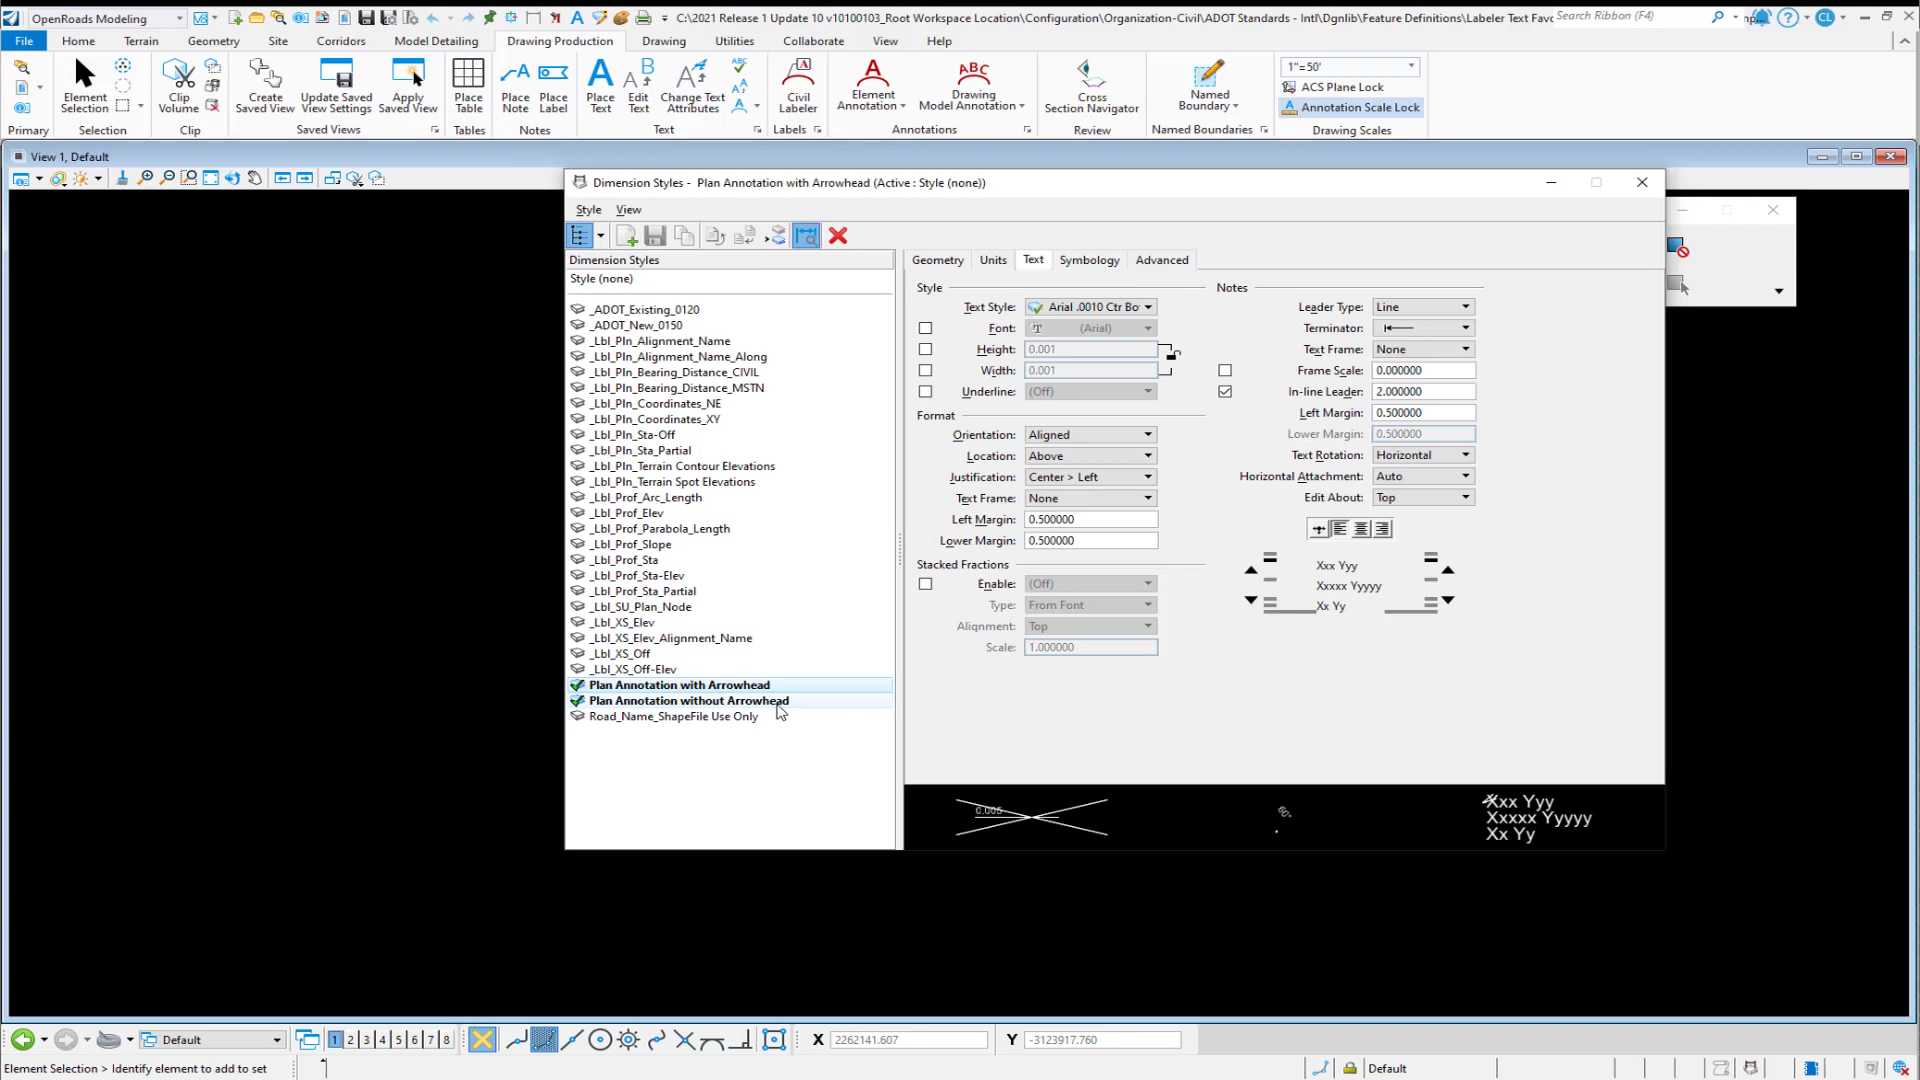 OpenRoads Modeling
C:\2021 Release 1 Update 10 v10100103_Root Workspace Location\Configuration\Organization-Civil\ADOT Standards - Intl\Dgnlib\Feature Definitions\Labeler Text Favo
Search Ribbon (F4)
CL
File Home Terrain Geometry Site Corridors Model Detailing Drawing Production Drawing Utilities Collaborate View Help
Element Selection
Clip Volume
Create Saved View
Update Saved View Settings
Apply Saved View
Place Table
Place Note
Place Label
Place Text
Edit Text
Change Text Attributes
Civil Labeler
Element Annotation
Drawing Model Annotation
Cross Section Navigator
Named Boundary
1"=50'
ACS Plane Lock
Annotation Scale Lock
Primary Selection Clip Saved Views Tables Notes Text Labels Annotations Review Named Boundaries Drawing Scales
View 1, Default
Dimension Styles - Plan Annotation with Arrowhead (Active : Style (none))
Style View
Dimension Styles
Style (none)
_ADOT_Existing_0120
_ADOT_New_0150
_Lbl_Pln_Alignment_Name
_Lbl_Pln_Alignment_Name_Along
_Lbl_Pln_Bearing_Distance_CIVIL
_Lbl_Pln_Bearing_Distance_MSTN
_Lbl_Pln_Coordinates_NE
_Lbl_Pln_Coordinates_XY
_Lbl_Pln_Sta-Off
_Lbl_Pln_Sta_Partial
_Lbl_Pln_Terrain Contour Elevations
_Lbl_Pln_Terrain Spot Elevations
_Lbl_Prof_Arc_Length
_Lbl_Prof_Elev
_Lbl_Prof_Parabola_Length
_Lbl_Prof_Slope
_Lbl_Prof_Sta
_Lbl_Prof_Sta-Elev
_Lbl_Prof_Sta_Partial
_Lbl_SU_Plan_Node
_Lbl_XS_Elev
_Lbl_XS_Elev_Alignment_Name
_Lbl_XS_Off
_Lbl_XS_Off-Elev
Plan Annotation with Arrowhead
Plan Annotation without Arrowhead
Road_Name_ShapeFile Use Only
Geometry Units Text Symbology Advanced
Style
Text Style: Arial .0010 Ctr Bo
Font: (Arial)
Height: 0.001
Width: 0.001
Underline: (Off)
Format
Orientation: Aligned
Location: Above
Justification: Center > Left
Text Frame: None
Left Margin: 0.500000
Lower Margin: 0.500000
Stacked Fractions
Enable: (Off)
Type: From Font
Alignment: Top
Scale: 1.000000
Notes
Leader Type: Line
Terminator:
Text Frame: None
Frame Scale: 0.000000
In-line Leader: 2.000000
Left Margin: 0.500000
Lower Margin: 0.500000
Text Rotation: Horizontal
Horizontal Attachment: Auto
Edit About: Top
Xxx Yyy
Xxxxx Yyyyy
Xx Yy
0.005
60°
Xxx Yyy
Xxxxx Yyyyy
Xx Yy
Default
1 2 3 4 5 6 7 8
X 2262141.607
Y -3123917.760
Element Selection > Identify element to add to set
Default